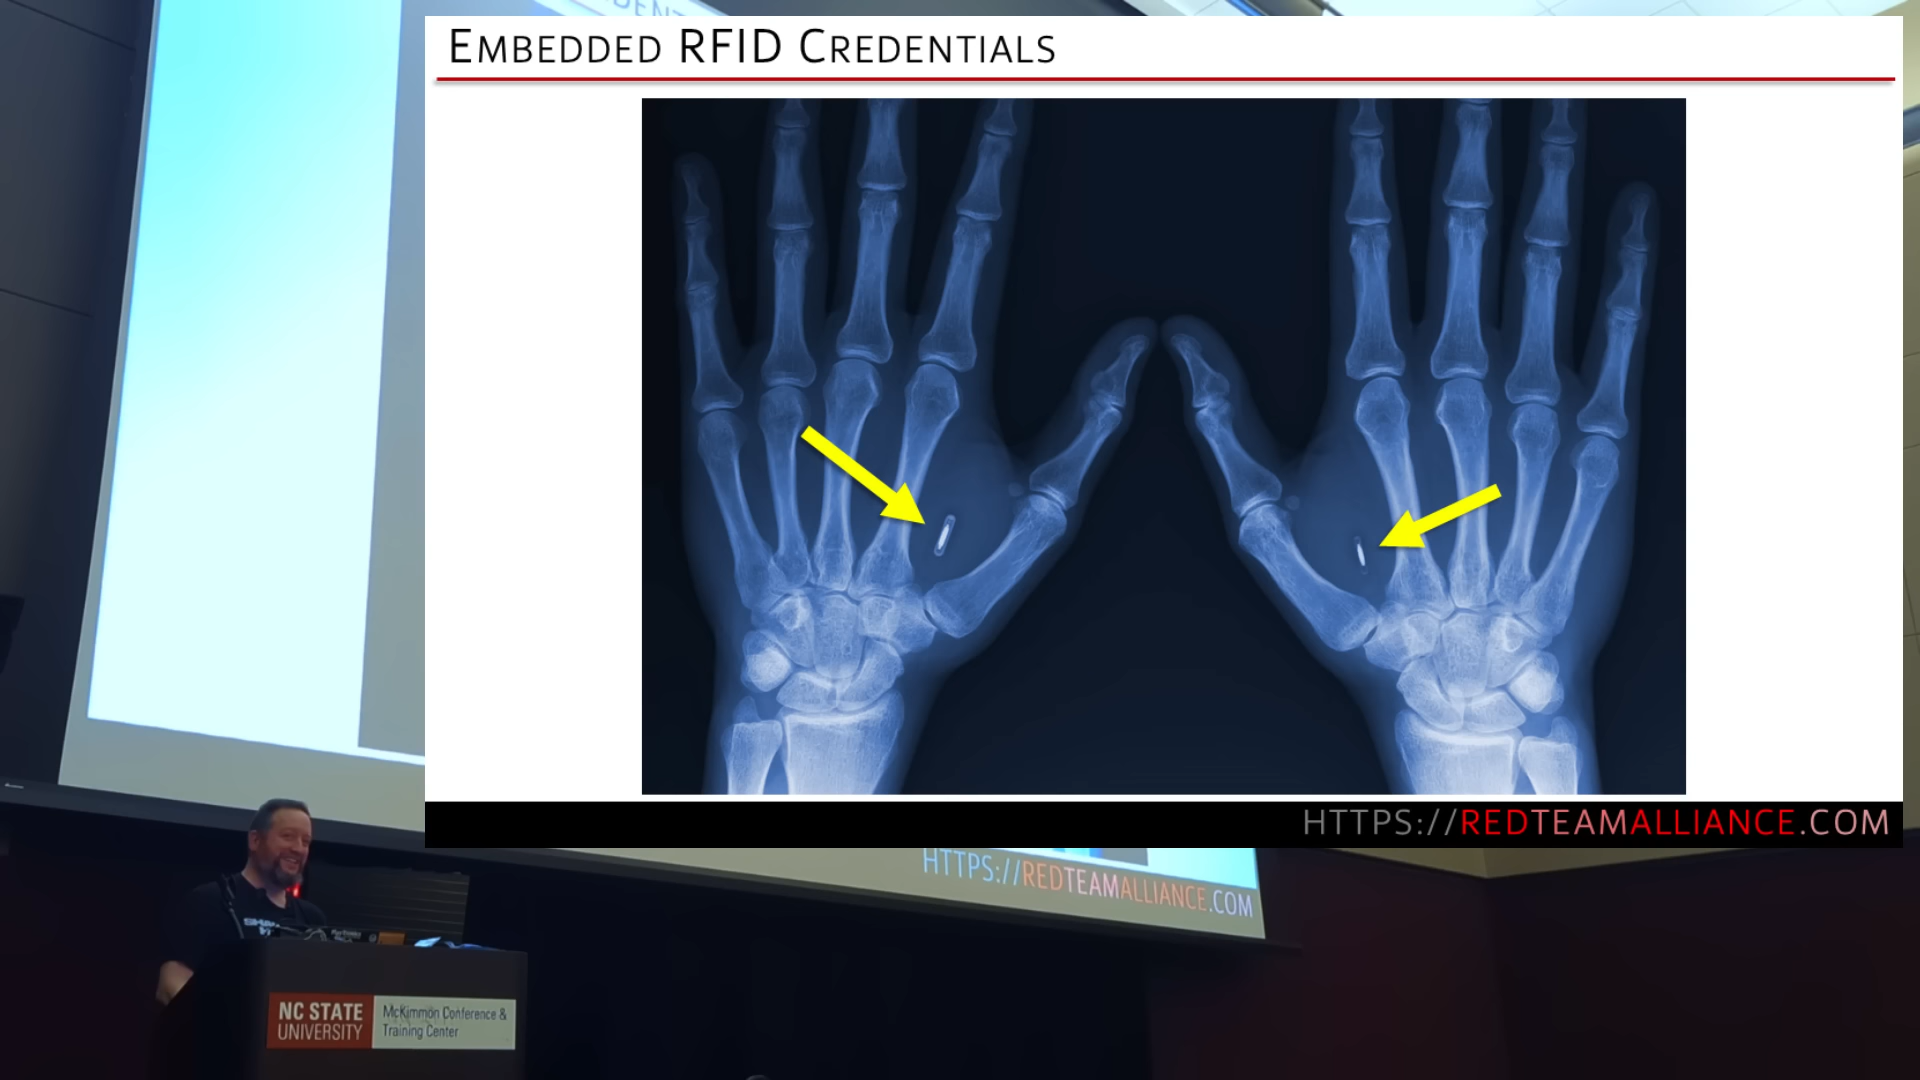 EMBEDDED RFID CREDENTIALS
HTTPS://REDTEAMALLIANCE.COM
HTTPS://REDTEAMALLIANCE.COM
NC STATE
UNIVERSITY
McKimmon Conference &
Training Center